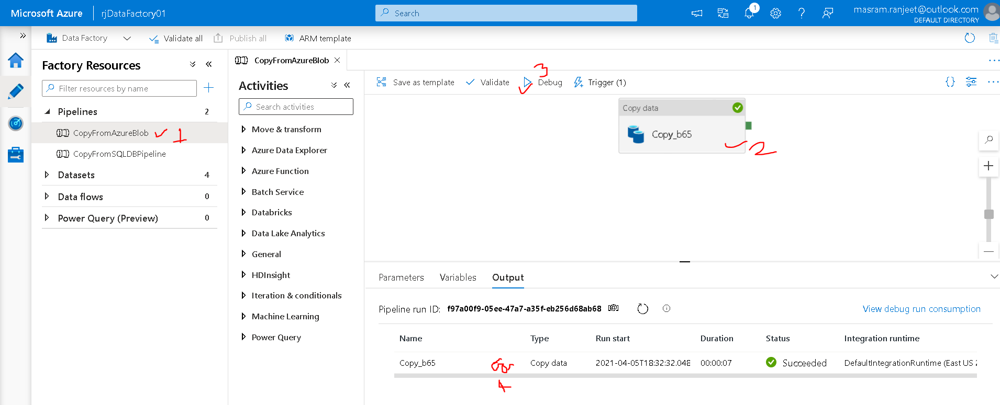 Microsoft Azure rjDataFactory01 Search 1 masram.ranjeet@outlook.com
DEFAULT DIRECTORY
Data Factory Validate all Publish all ARM template
Factory Resources
Filter resources by name
Pipelines 2
CopyFromAzureBlob 1
CopyFromSQLDBPipeline
Datasets 4
Data flows 0
Power Query (Preview) 0
CopyFromAzureBlob
Activities
Search activities
Move & transform
Azure Data Explorer
Azure Function
Batch Service
Databricks
Data Lake Analytics
General
HDInsight
Iteration & conditionals
Machine Learning
Power Query
3
Save as template Validate Debug Trigger (1)
Copy data
Copy_b65
2
Parameters Variables Output
Pipeline run ID: f97a00f9-05ee-47a7-a35f-eb256d68ab68 View debug run consumption
Name Type Run start Duration Status Integration runtime
Copy_b65 Copy data 2021-04-05T18:32:32.048 00:00:07 Succeeded DefaultIntegrationRuntime (East US 2
4